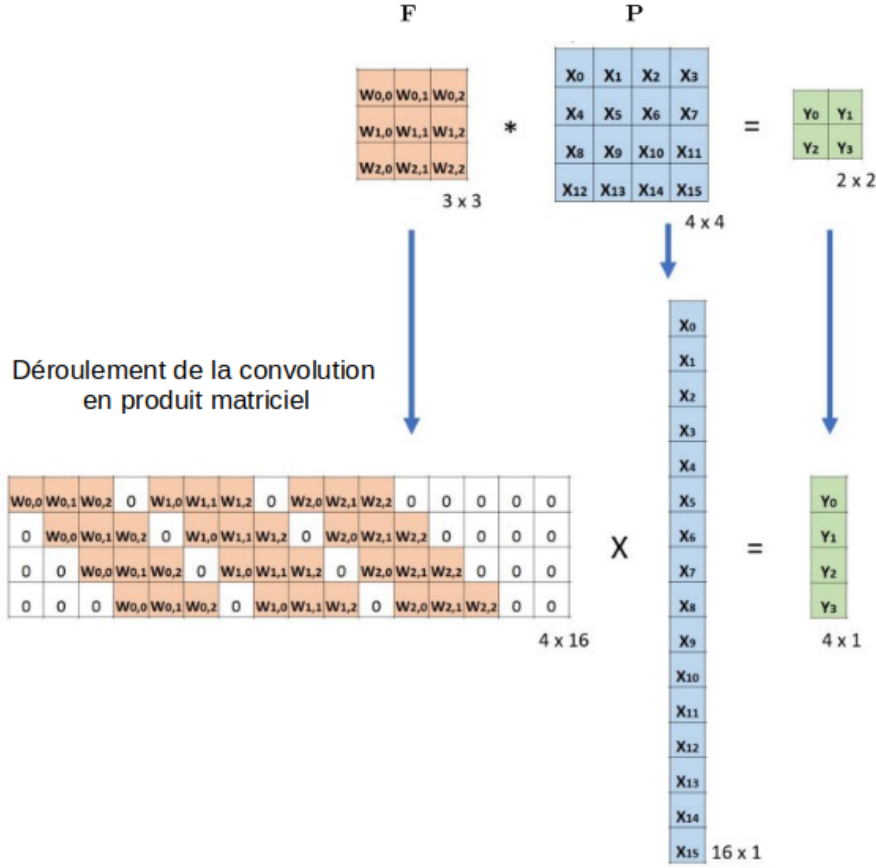 F P
W0,0 W0,1 W0,2
W1,0 W1,1 W1,2
W2,0 W2,1 W2,2
3 x 3
*
X0 X1 X2 X3
X4 X5 X6 X7
X8 X9 X10 X11
X12 X13 X14 X15
4 x 4
=
Y0 Y1
Y2 Y3
2 x 2
Déroulement de la convolution
en produit matriciel
W0,0 W0,1 W0,2 0 W1,0 W1,1 W1,2 0 W2,0 W2,1 W2,2 0 0 0 0 0
0 W0,0 W0,1 W0,2 0 W1,0 W1,1 W1,2 0 W2,0 W2,1 W2,2 0 0 0 0
0 0 W0,0 W0,1 W0,2 0 W1,0 W1,1 W1,2 0 W2,0 W2,1 W2,2 0 0 0
0 0 0 W0,0 W0,1 W0,2 0 W1,0 W1,1 W1,2 0 W2,0 W2,1 W2,2 0 0
4 x 16
X
X0
X1
X2
X3
X4
X5
X6
X7
X8
X9
X10
X11
X12
X13
X14
X15
16 x 1
=
Y0
Y1
Y2
Y3
4 x 1